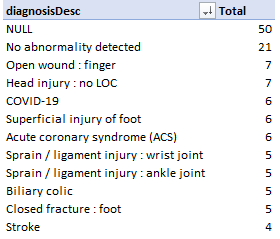 diagnosisDesc Total
NULL 50
No abnormality detected 21
Open wound : finger 7
Head injury : no LOC 7
COVID-19 6
Superficial injury of foot 6
Acute coronary syndrome (ACS) 6
Sprain / ligament injury : wrist joint 5
Sprain / ligament injury : ankle joint 5
Biliary colic 5
Closed fracture : foot 5
Stroke 4